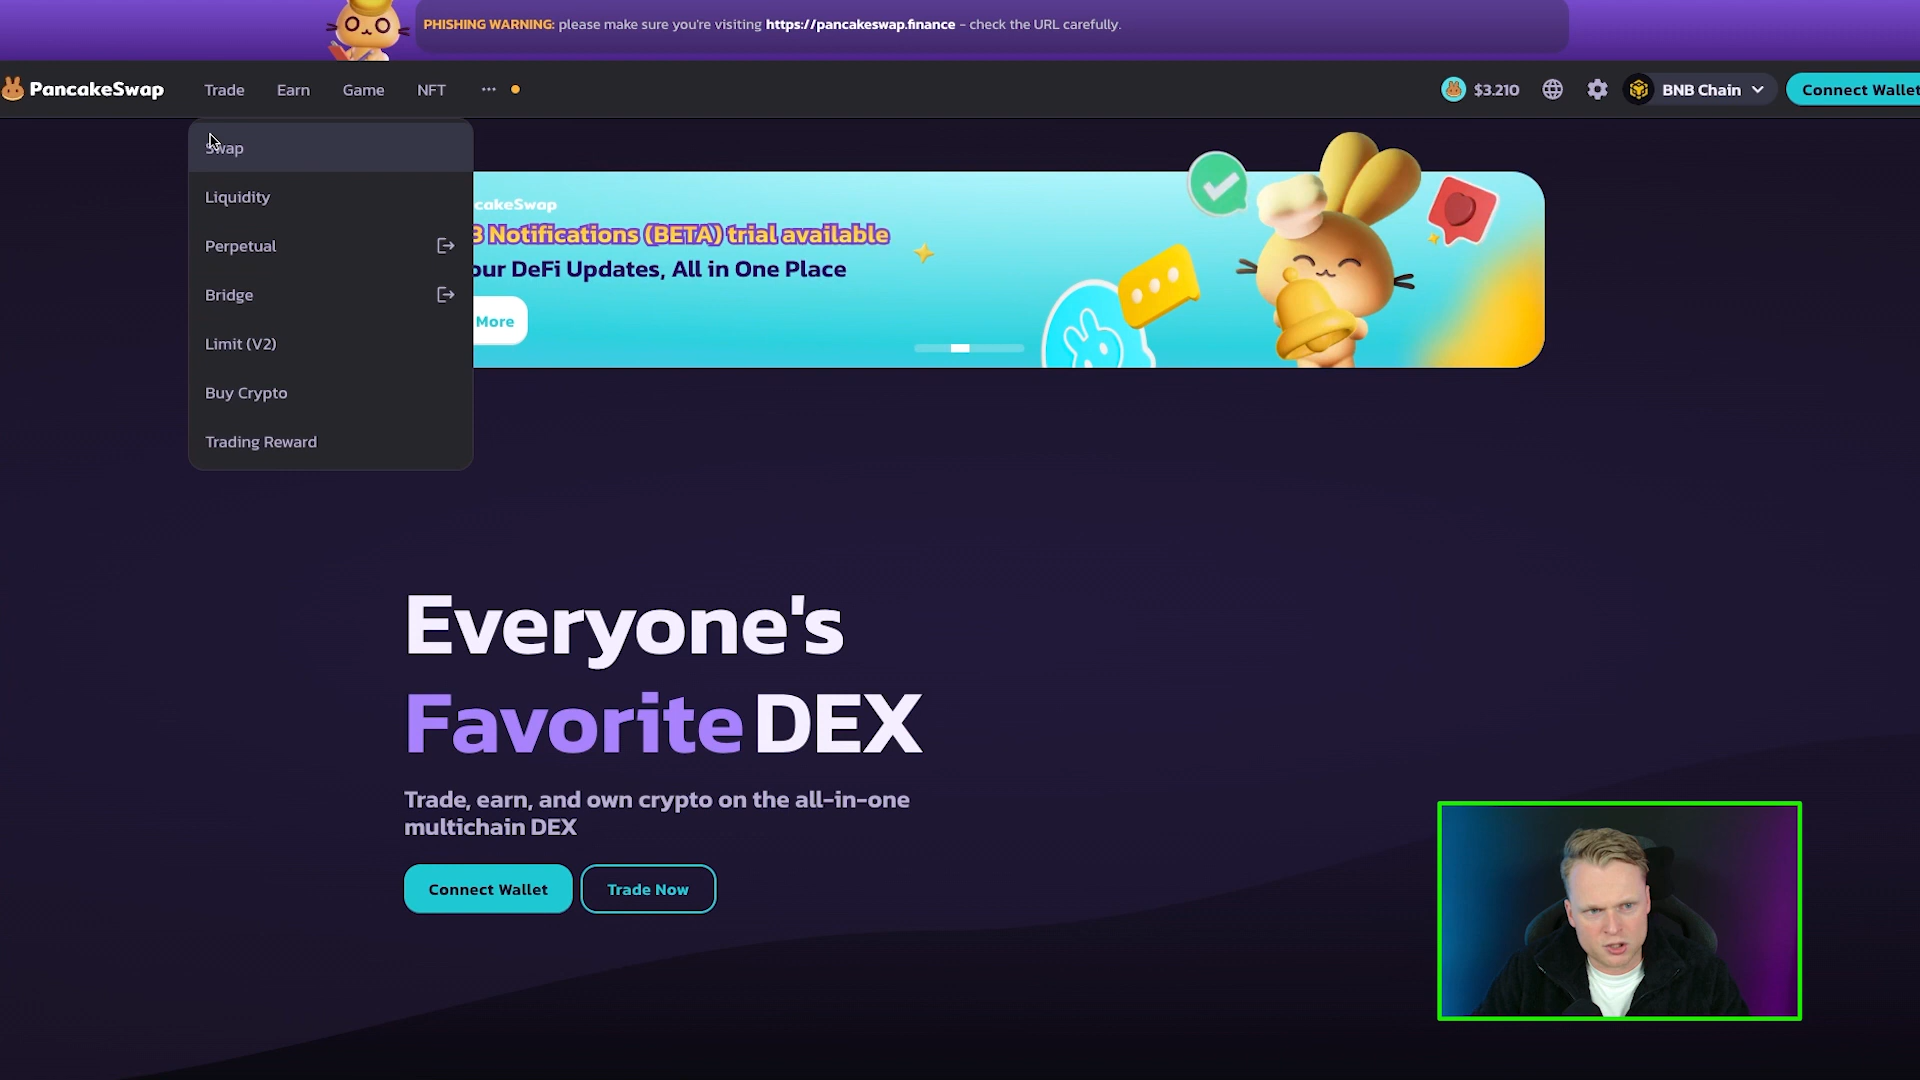 PHISHING WARNING: please make sure you're visiting https://pancakeswap.finance - check the URL carefully.
PancakeSwap Trade Earn Game NFT ... $3.210 BNB Chain Connect Wallet
Swap
Liquidity
Perpetual
Bridge
Limit (V2)
Buy Crypto
Trading Reward
cakeSwap
3 Notifications (BETA) trial available
our DeFi Updates, All in One Place
More
Everyone's
Favorite DEX
Trade, earn, and own crypto on the all-in-one
multichain DEX
Connect Wallet Trade Now